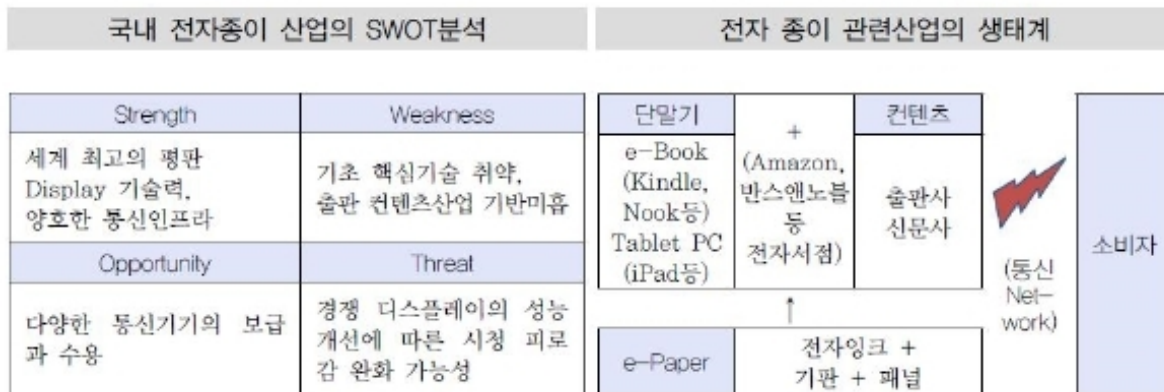 국내 전자종이 산업의 SWOT분석
Strength
Weakness
세계 최고의 평판
Display 기술력,
양호한 통신인프라
기초 핵심기술 취약,
출판 컨텐츠산업 기반미흡
Opportunity
Threat
다양한 통신기기의 보급
과 수용
경쟁 디스플레이의 성능
개선에 따른 시청 피로
감 완화 가능성
전자 종이 관련산업의 생태계
단말기
e-Book
(Kindle,
Nook등)
Tablet PC
(iPad등)
+
(Amazon,
반스앤노블
등
전자서점)
컨텐츠
출판사
신문사
(통신
Net-
work)
소비자
↑
e-Paper
전자잉크 +
기판 + 패널